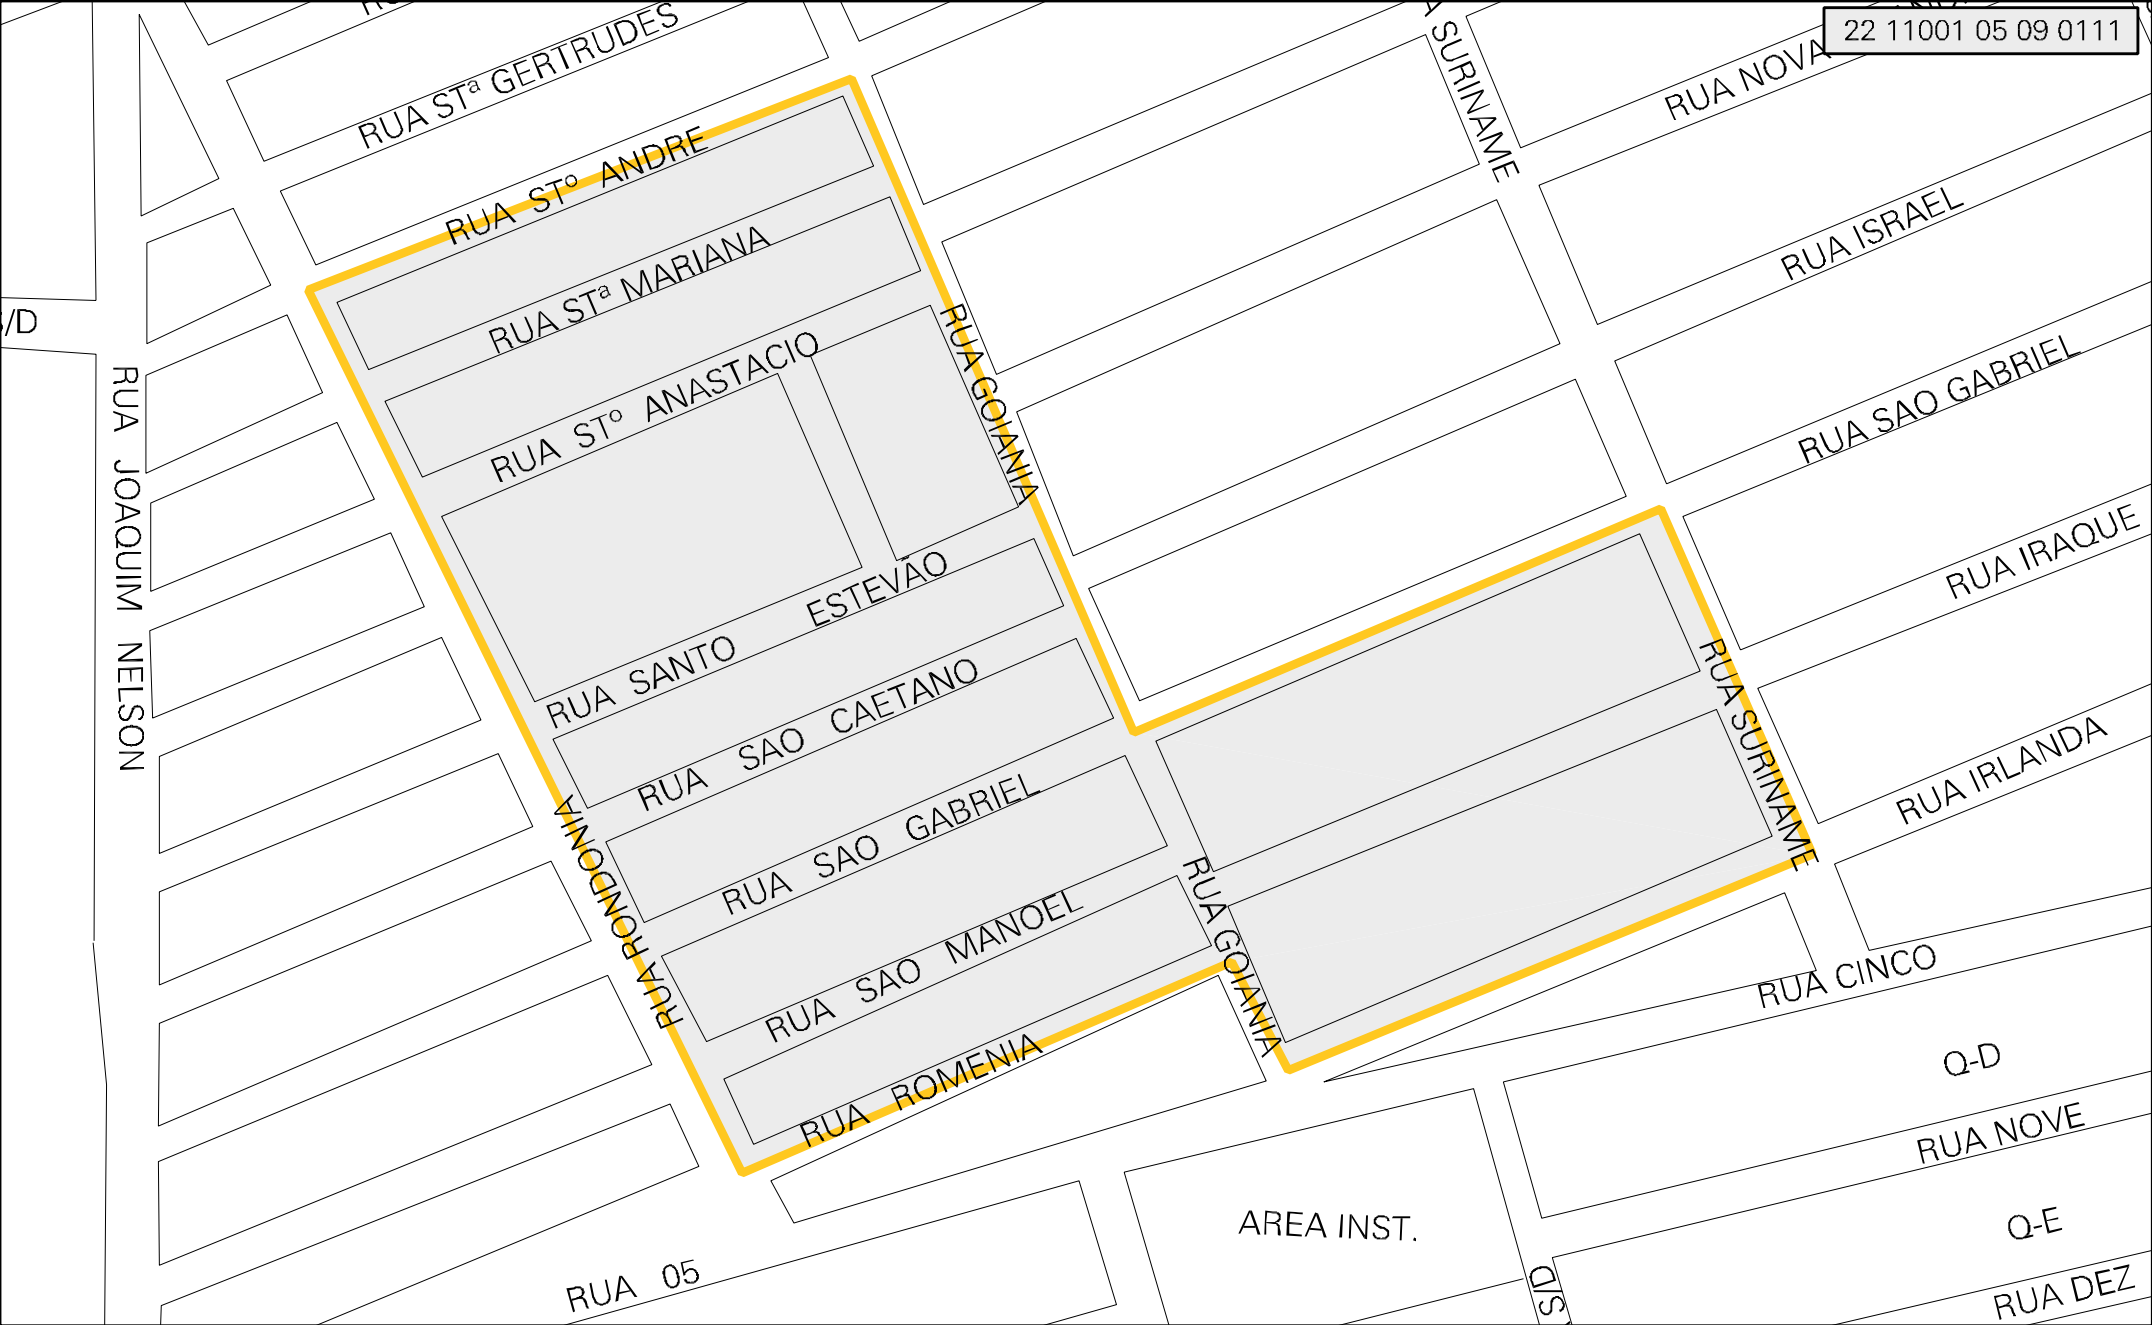 22 11001 05 09 0111
RUA STª GERTRUDES
SURINAME
RUA NOVA
RUA STº ANDRE
RUA ISRAEL
RUA STª MARIANA
/D
RUA STº ANASTACIO
RUA GOIANIA
RUA SAO GABRIEL
RUA JOAQUIM NELSON
RUA IRAQUE
RUA SANTO ESTEVÃO
RUA SAO CAETANO
RUA SURINAME
RUA IRLANDA
RUA SAO GABRIEL
RUA RONDONIA
RUA GOIANIA
RUA SAO MANOEL
RUA CINCO
RUA ROMENIA
Q-D
RUA NOVE
AREA INST.
Q-E
RUA 05
S/D
RUA DEZ